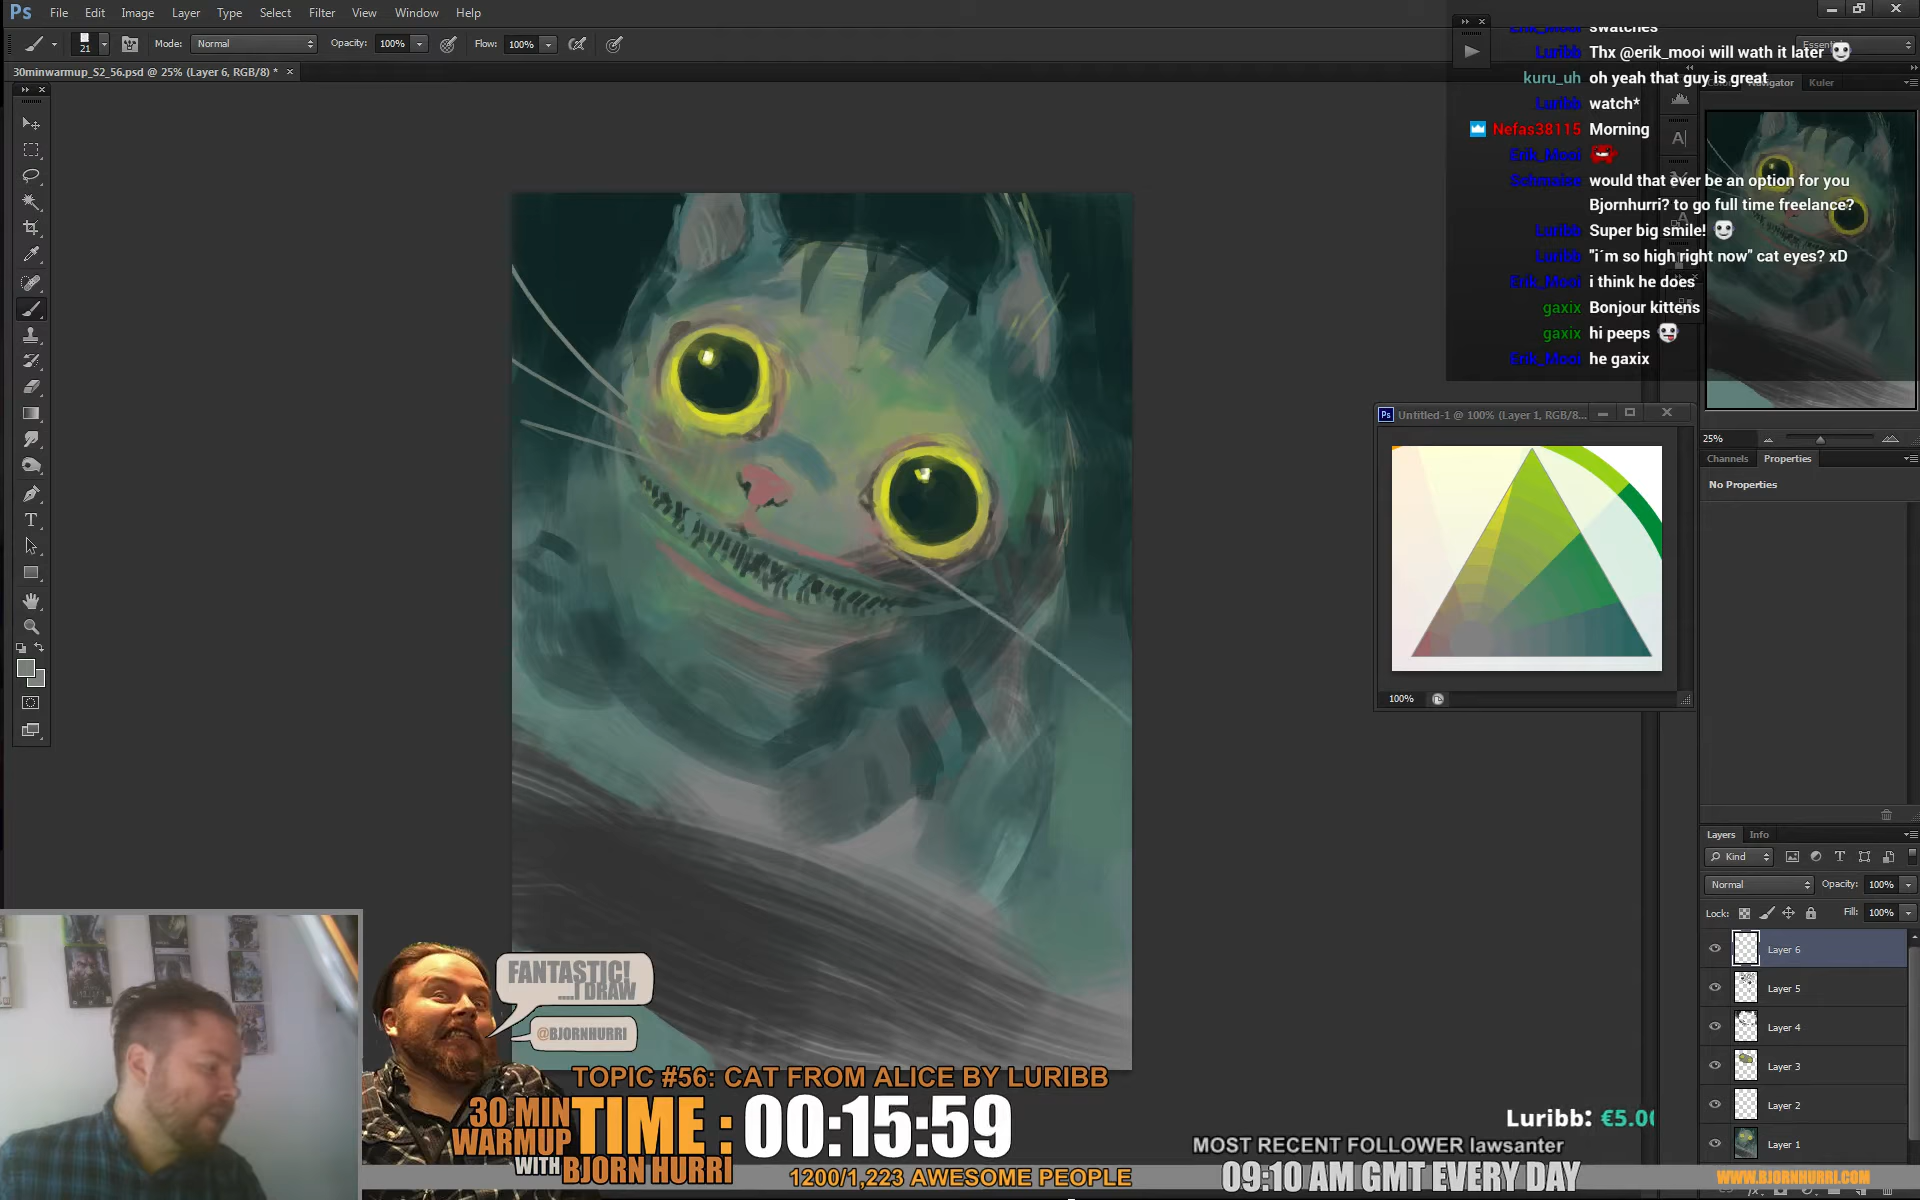 Ps File Edit Image Layer Type Select Filter View Window Help
21 Mode: Normal Opacity: 100% Flow: 100%
30minwarmup_S2_56.psd @ 25% (Layer 6, RGB/8) *
swatches
Luribb Thx @erik_mooi will wath it later
kuru_uh oh yeah that guy is great
Luribb watch*
Nefas38115 Morning
Erik_Mooi
would that ever be an option for you
Bjornhurri? to go full time freelance?
Luribb Super big smile!
Luribb "i´m so high right now" cat eyes? xD
Erik_Mooi i think he does
gaxix Bonjour kittens
gaxix hi peeps
Erik_Mooi he gaxix
Navigator Kuler
25%
Channels Properties
No Properties
Ps Untitled-1 @ 100% (Layer 1, RGB/8...
100%
Layers Info
Kind
Normal Opacity: 100%
Lock: Fill: 100%
Layer 6
Layer 5
Layer 4
Layer 3
Layer 2
Layer 1
FANTASTIC!
....I DRAW
@BJORNHURRI
TOPIC #56: CAT FROM ALICE BY LURIBB
30 MIN
WARMUP
WITH BJORN HURRI
TIME : 00:15:59
1200/1,223 AWESOME PEOPLE
Luribb: €5.00
MOST RECENT FOLLOWER lawsanter
09:10 AM GMT EVERY DAY
WWW.BJORNHURRI.COM